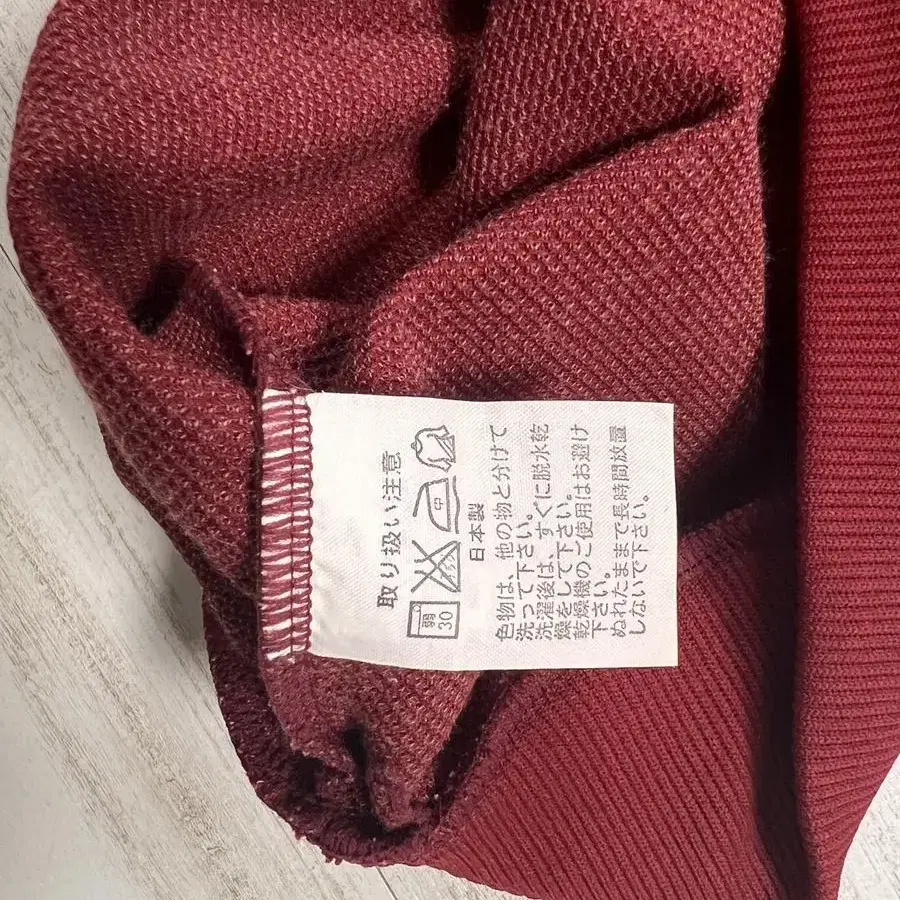 取り扱い注意
弱
30
中
日本製
色物は、他の物と分けて
洗って下さい。
洗濯後は、すぐに脱水乾
燥をして下さい。
乾燥機のご使用はお避け
下さい。
ぬれたままで長時間放置
しないで下さい。